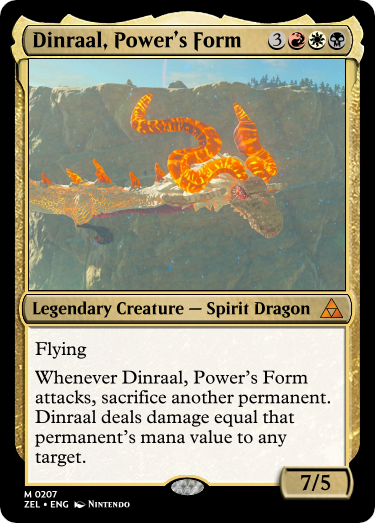 Dinraal, Power's Form 3
Legendary Creature — Spirit Dragon
Flying
Whenever Dinraal, Power's Form
attacks, sacrifice another permanent.
Dinraal deals damage equal that
permanent's mana value to any
target.
7/5
M 0207
ZEL • ENG Nintendo